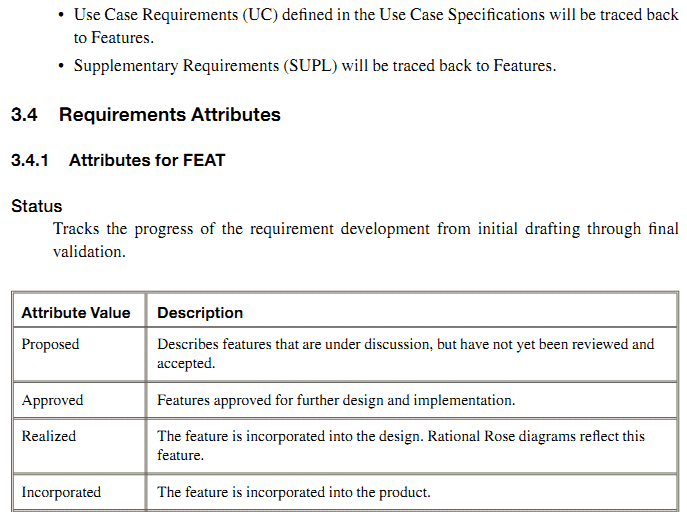 • Use Case Requirements (UC) defined in the Use Case Specifications will be traced back
to Features.
• Supplementary Requirements (SUPL) will be traced back to Features.
3.4 Requirements Attributes
3.4.1 Attributes for FEAT
Status
Tracks the progress of the requirement development from initial drafting through final
validation.
Attribute Value Description
Proposed Describes features that are under discussion, but have not yet been reviewed and
accepted.
Approved Features approved for further design and implementation.
Realized The feature is incorporated into the design. Rational Rose diagrams reflect this
feature.
Incorporated The feature is incorporated into the product.